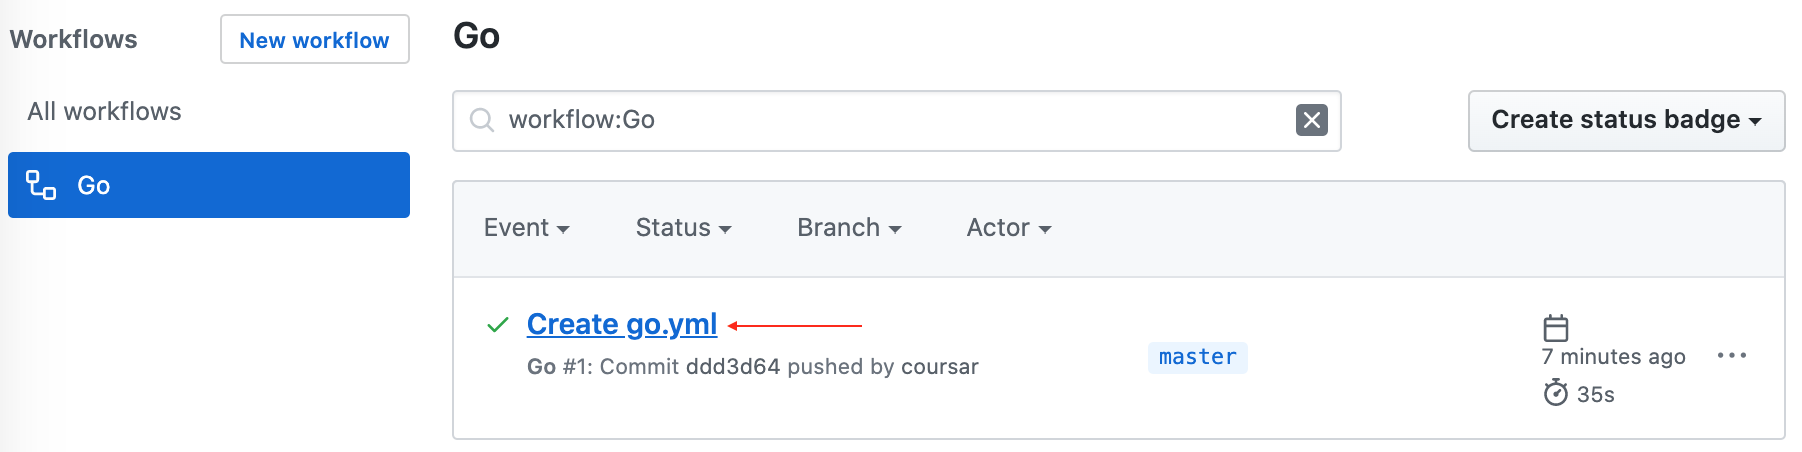 Workflows
New workflow
All workflows
Go
Go
workflow:Go
Create status badge
Event
Status
Branch
Actor
Create go.yml
Go #1: Commit ddd3d64 pushed by coursar
master
7 minutes ago
35s